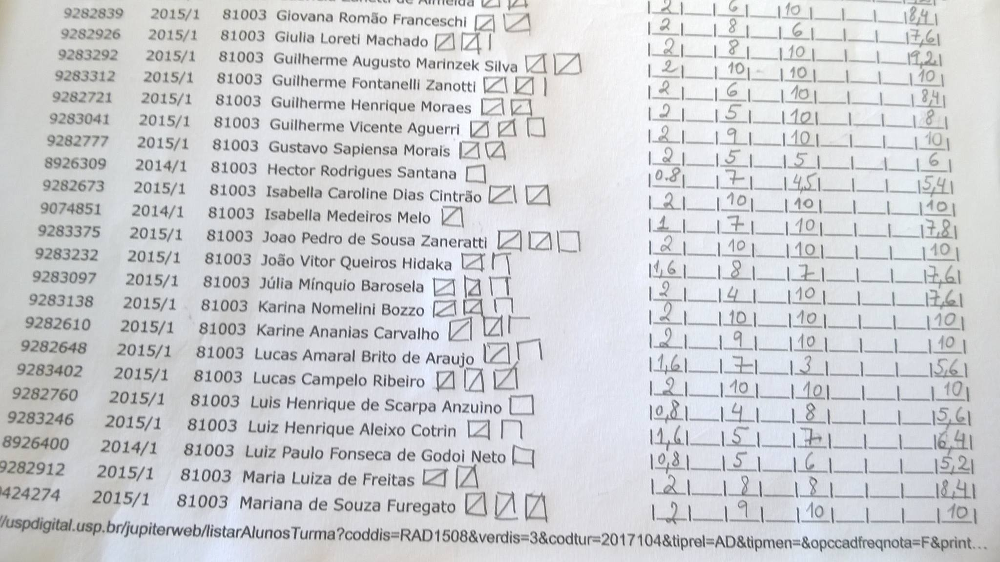 de Almeida 2 6 10 8,4
9282839 2015/1 81003 Giovana Romão Franceschi 2 8 6 7,6
9282926 2015/1 81003 Giulia Loreti Machado 2 8 10 9,2
9283292 2015/1 81003 Guilherme Augusto Marinzek Silva 2 10 10 10
9283312 2015/1 81003 Guilherme Fontanelli Zanotti 2 6 10 8,4
9282721 2015/1 81003 Guilherme Henrique Moraes 2 5 10 8
9283041 2015/1 81003 Guilherme Vicente Aguerri 2 9 10 10
9282777 2015/1 81003 Gustavo Sapiensa Morais 2 5 5 6
8926309 2014/1 81003 Hector Rodrigues Santana 0.8 7 4,5 5,4
9282673 2015/1 81003 Isabella Caroline Dias Cintrão 2 10 10 10
9074851 2014/1 81003 Isabella Medeiros Melo 1 7 10 7,8
9283375 2015/1 81003 Joao Pedro de Sousa Zaneratti 2 10 10 10
9283232 2015/1 81003 João Vitor Queiros Hidaka 1,6 8 7 7,6
9283097 2015/1 81003 Júlia Mínquio Barosela 2 4 10 7,6
9283138 2015/1 81003 Karina Nomelini Bozzo 2 10 10 10
9282610 2015/1 81003 Karine Ananias Carvalho 2 9 10 10
9282648 2015/1 81003 Lucas Amaral Brito de Araujo 1,6 7 3 5,6
9283402 2015/1 81003 Lucas Campelo Ribeiro 2 10 10 10
9282760 2015/1 81003 Luis Henrique de Scarpa Anzuino 0,8 4 8 5,6
9283246 2015/1 81003 Luiz Henrique Aleixo Cotrin 1,6 5 7 6,4
8926400 2014/1 81003 Luiz Paulo Fonseca de Godoi Neto 0,8 5 6 5,2
9282912 2015/1 81003 Maria Luiza de Freitas 2 8 8 8,4
424274 2015/1 81003 Mariana de Souza Furegato 2 9 10 10
//uspdigital.usp.br/jupiterweb/listarAlunosTurma?coddis=RAD1508&verdis=3&codtur=2017104&tiprel=AD&tipmen=&opccadfreqnota=F&print...